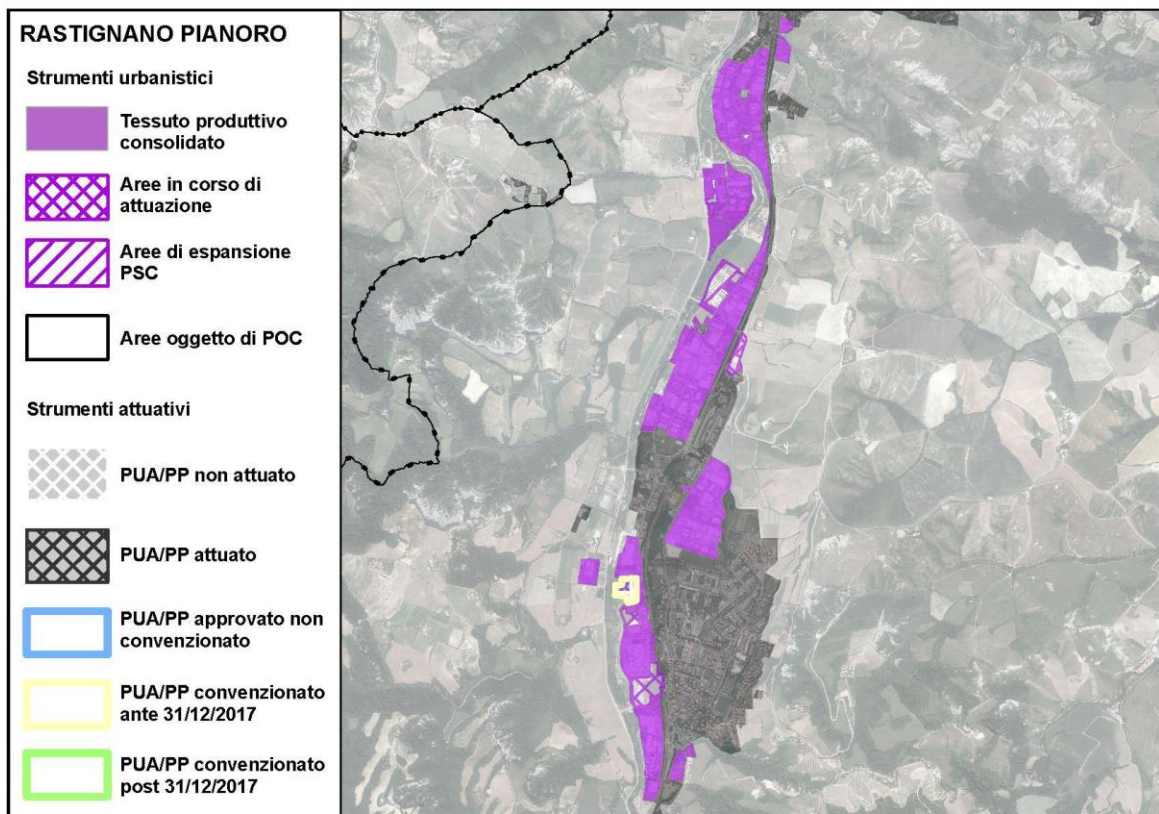 RASTIGNANO PIANORO
Strumenti urbanistici
Tessuto produttivo
consolidato
Aree in corso di
attuazione
Aree di espansione
PSC
Aree oggetto di POC
Strumenti attuativi
PUA/PP non attuato
PUA/PP attuato
PUA/PP approvato non
convenzionato
PUA/PP convenzionato
ante 31/12/2017
PUA/PP convenzionato
post 31/12/2017